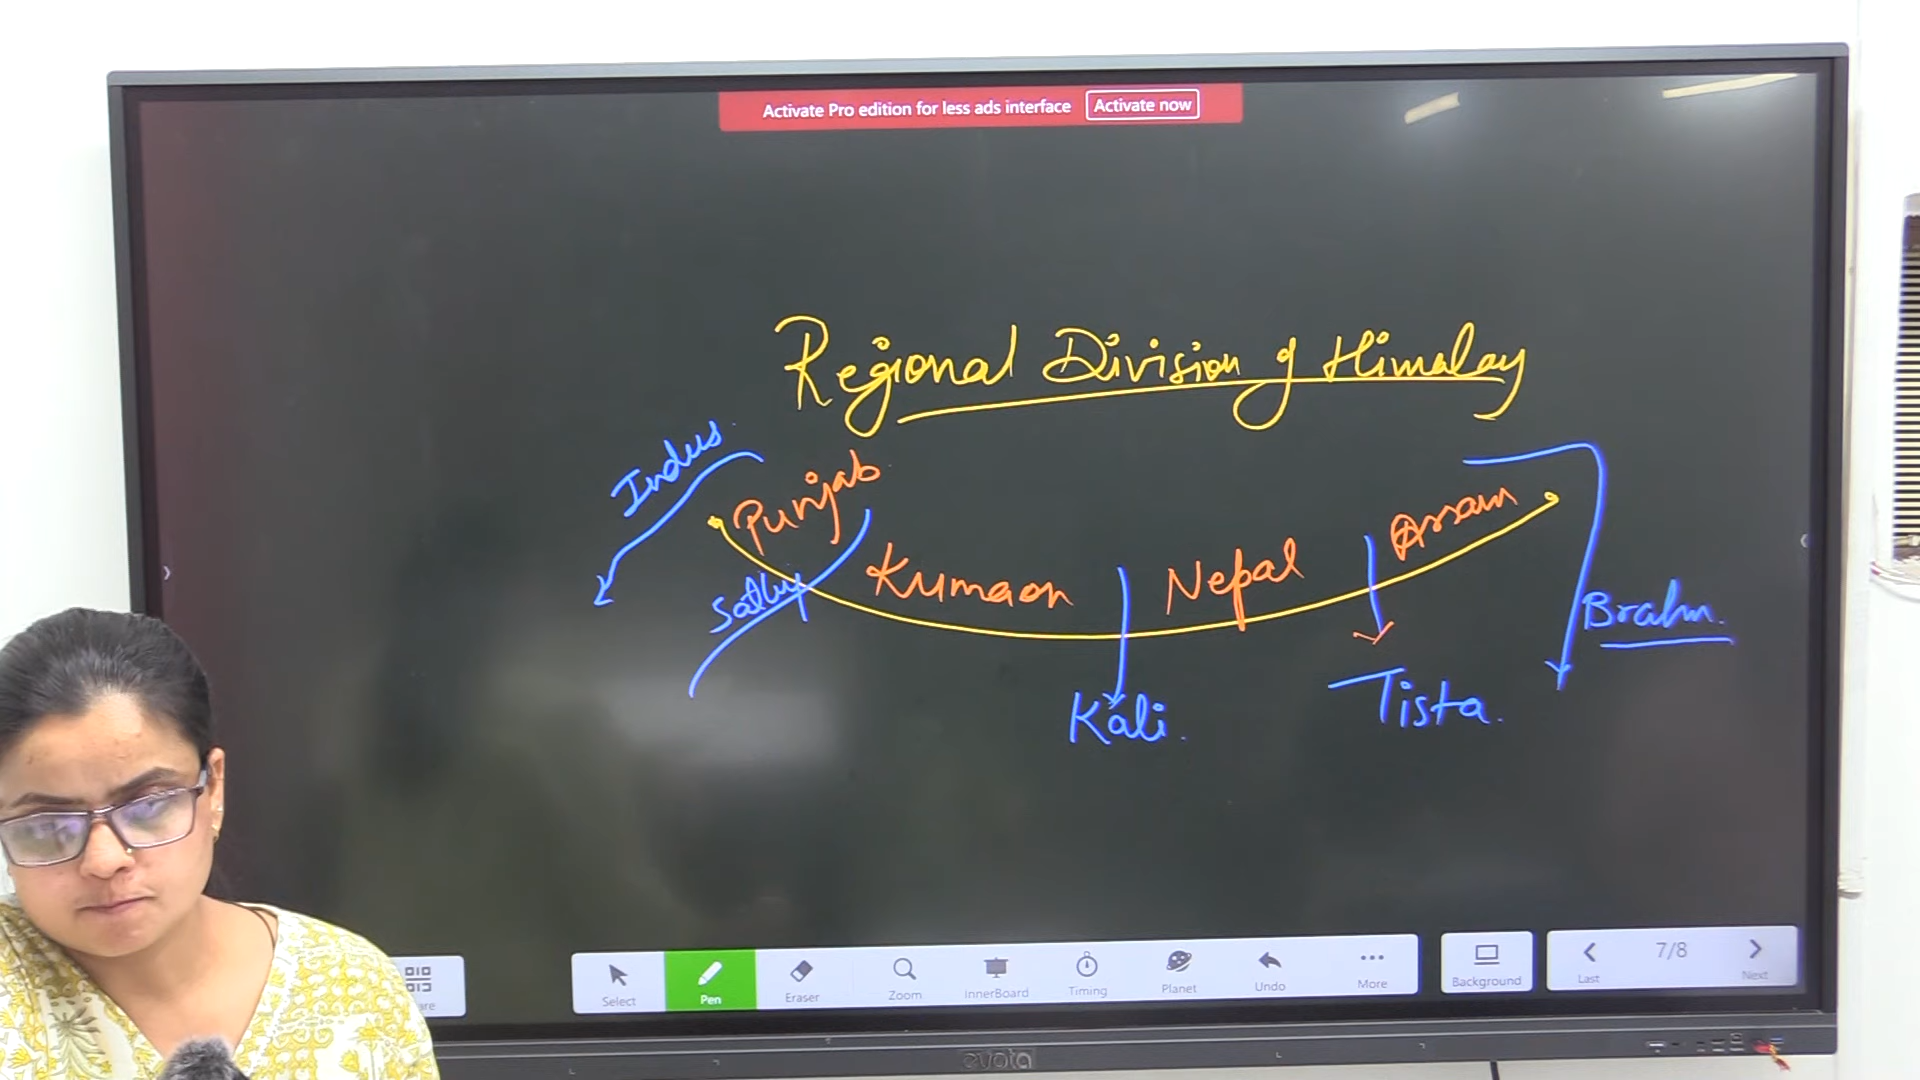 Activate Pro edition for less ads interface Activate now
Regional Division of Himalay
Indus
Punjab
Satluj
Kumaon
Nepal
Assam
Brahm.
Kali.
Tista.
Select
Pen
Eraser
Zoom
InnerBoard
Timing
Planet
Undo
More
Background
Last
7/8
Next
evota